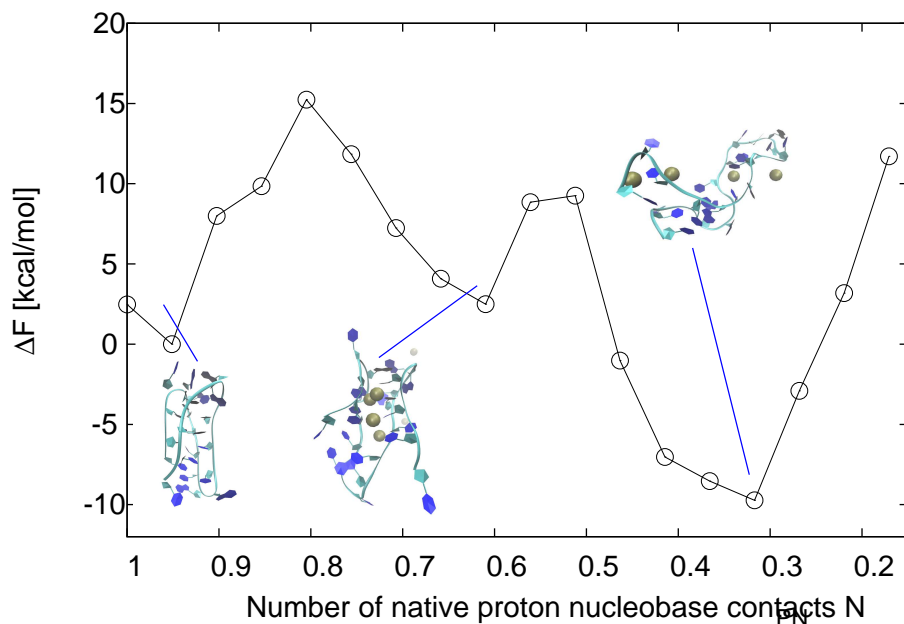 20
15
10
5
0
-5
-10
ΔF [kcal/mol]
1 0.9 0.8 0.7 0.6 0.5 0.4 0.3 0.2
Number of native proton nucleobase contacts N
PN